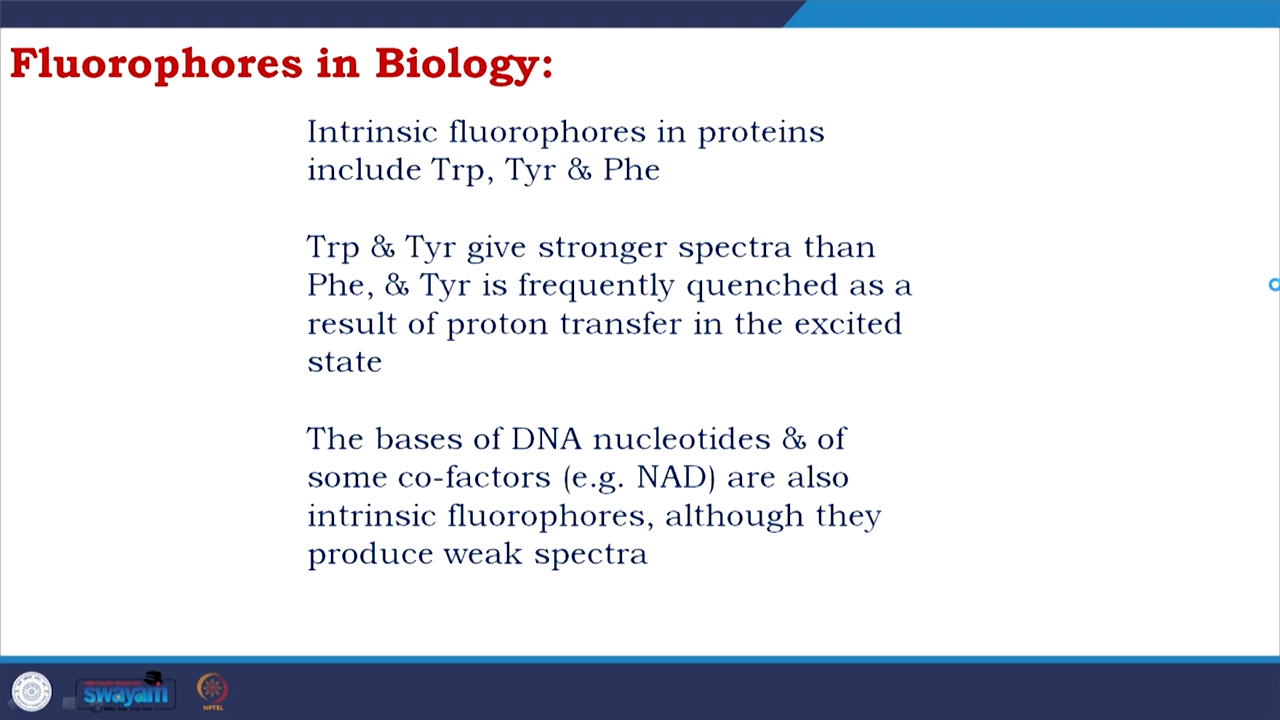 Fluorophores in Biology:
Intrinsic fluorophores in proteins
include Trp, Tyr & Phe
Trp & Tyr give stronger spectra than
Phe, & Tyr is frequently quenched as a
result of proton transfer in the excited
state
The bases of DNA nucleotides & of
some co-factors (e.g. NAD) are also
intrinsic fluorophores, although they
produce weak spectra
swayam
NPTEL